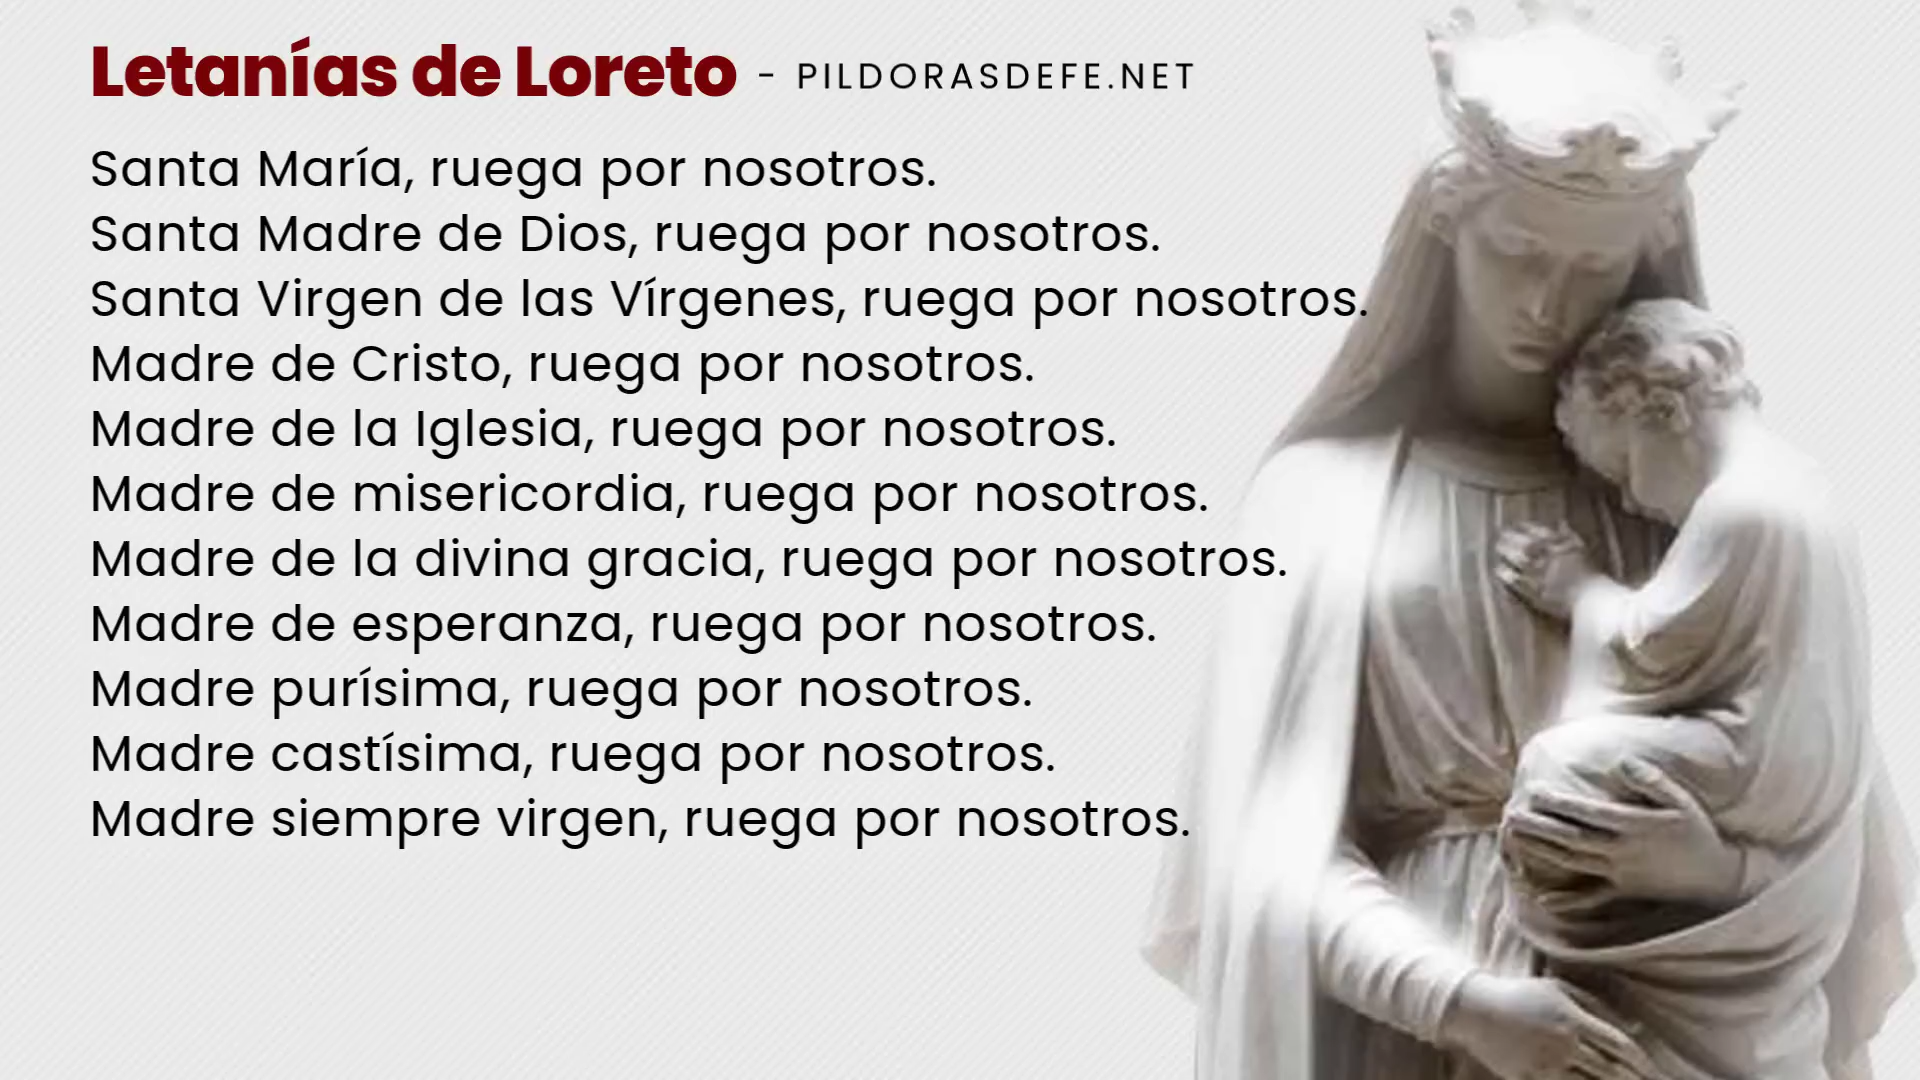 Letanías de Loreto - PILDORASDEFE.NET
Santa María, ruega por nosotros.
Santa Madre de Dios, ruega por nosotros.
Santa Virgen de las Vírgenes, ruega por nosotros.
Madre de Cristo, ruega por nosotros.
Madre de la Iglesia, ruega por nosotros.
Madre de misericordia, ruega por nosotros.
Madre de la divina gracia, ruega por nosotros.
Madre de esperanza, ruega por nosotros.
Madre purísima, ruega por nosotros.
Madre castísima, ruega por nosotros.
Madre siempre virgen, ruega por nosotros.